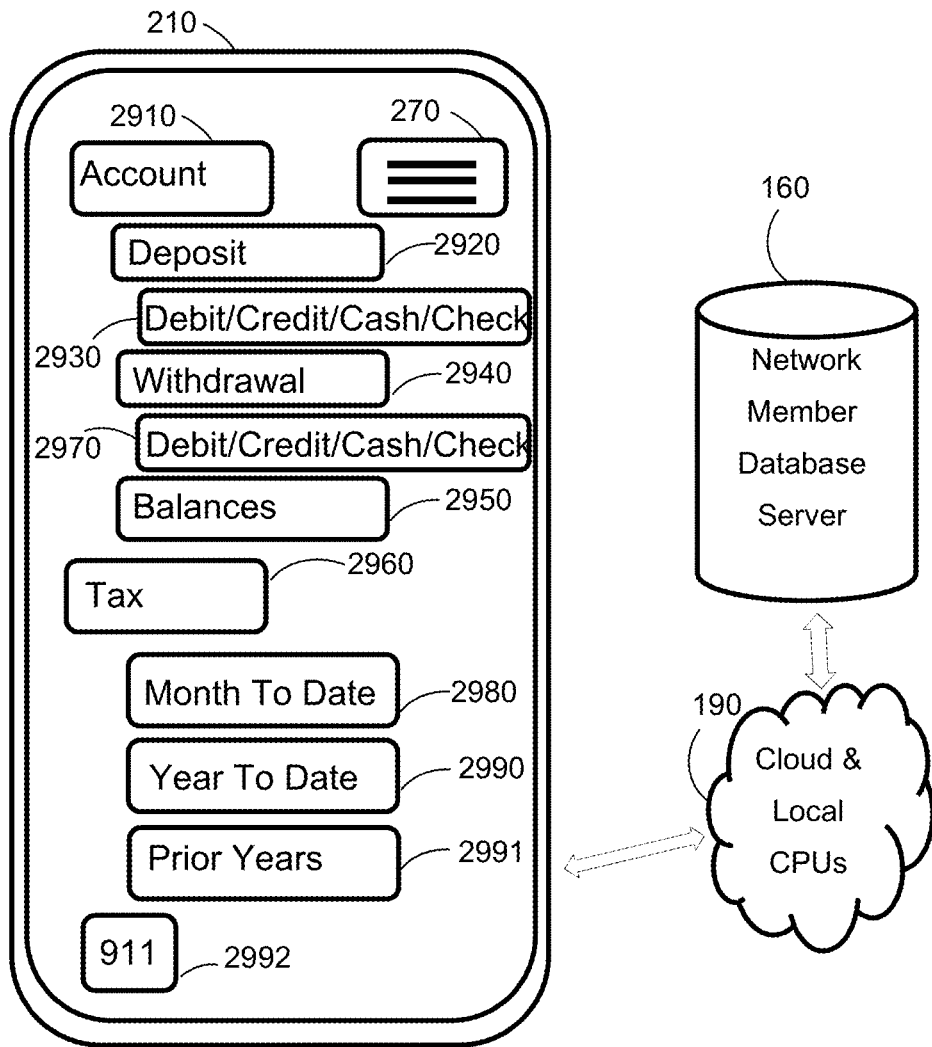 210
2910
270
Account
Deposit
2920
Debit/Credit/Cash/Check
2930
Withdrawal
2940
2970
Debit/Credit/Cash/Check
Balances
2950
2960
Tax
Month To Date
2980
Year To Date
2990
Prior Years
2991
911
2992
160
Network
Member
Database
Server
190
Cloud &
Local
CPUs